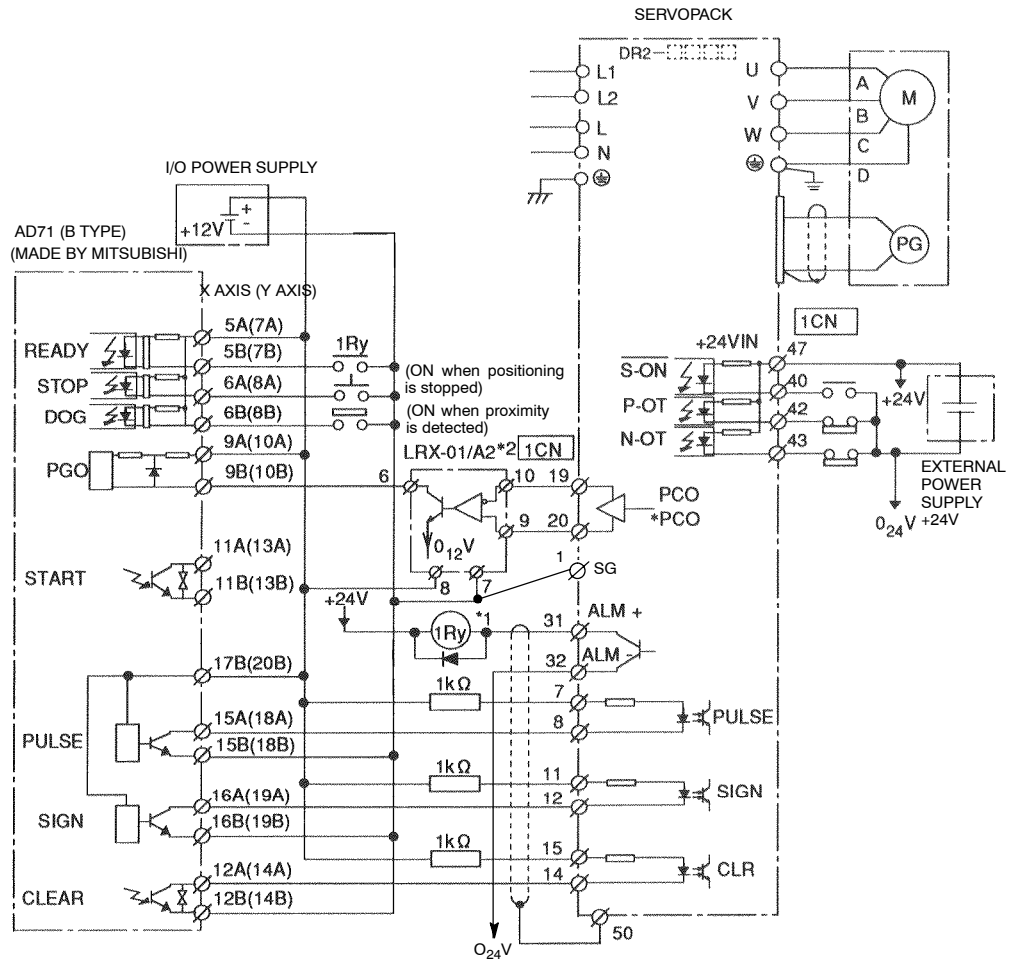 SERVOPACK
DR2
L1
L2
L
N
U
V
W
A
B
C
D
M
PG
I/O POWER SUPPLY
+
-
+12V
AD71 (B TYPE)
(MADE BY MITSUBISHI)
X AXIS (Y AXIS)
READY
STOP
DOG
PGO
5A(7A)
5B(7B)
6A(8A)
6B(8B)
9A(10A)
9B(10B)
1Ry
(ON when positioning
is stopped)
(ON when proximity
is detected)
LRX-01/A2*2
1CN
6
10
9
8
7
0₁₂V
19
20
PCO
*PCO
1
SG
+24VIN
1CN
S-ON
P-OT
N-OT
47
40
42
43
+24V
EXTERNAL
POWER
SUPPLY
+24V
0₂₄V
START
11A(13A)
11B(13B)
+24V
1Ry
*1
31
ALM +
32
ALM -
17B(20B)
PULSE
15A(18A)
15B(18B)
1kΩ
7
8
PULSE
SIGN
16A(19A)
16B(19B)
1kΩ
11
12
SIGN
CLEAR
12A(14A)
12B(14B)
1kΩ
15
14
CLR
50
O₂₄V